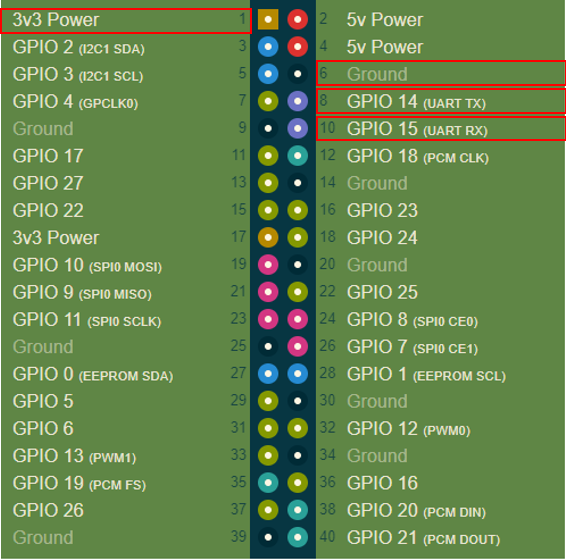 3v3 Power 1 2 5v Power
GPIO 2 (I2C1 SDA) 3 4 5v Power
GPIO 3 (I2C1 SCL) 5 6 Ground
GPIO 4 (GPCLK0) 7 8 GPIO 14 (UART TX)
Ground 9 10 GPIO 15 (UART RX)
GPIO 17 11 12 GPIO 18 (PCM CLK)
GPIO 27 13 14 Ground
GPIO 22 15 16 GPIO 23
3v3 Power 17 18 GPIO 24
GPIO 10 (SPI0 MOSI) 19 20 Ground
GPIO 9 (SPI0 MISO) 21 22 GPIO 25
GPIO 11 (SPI0 SCLK) 23 24 GPIO 8 (SPI0 CE0)
Ground 25 26 GPIO 7 (SPI0 CE1)
GPIO 0 (EEPROM SDA) 27 28 GPIO 1 (EEPROM SCL)
GPIO 5 29 30 Ground
GPIO 6 31 32 GPIO 12 (PWM0)
GPIO 13 (PWM1) 33 34 Ground
GPIO 19 (PCM FS) 35 36 GPIO 16
GPIO 26 37 38 GPIO 20 (PCM DIN)
Ground 39 40 GPIO 21 (PCM DOUT)